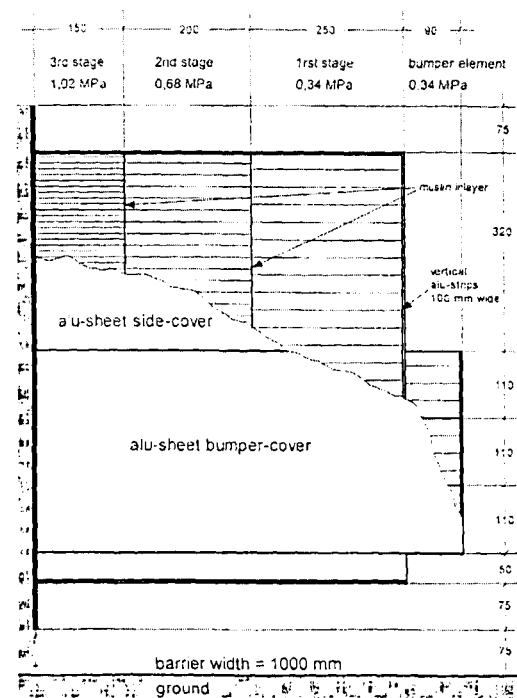 150 200 250 90
3rd stage 2nd stage 1rst stage bumper element
1,02 MPa 0,68 MPa 0,34 MPa 0.34 MPa
75
muslin inlayer
320
vertical
alu-strips
100 mm wide
alu-sheet side-cover
110
alu-sheet bumper-cover
110
110
50
75
75
barrier width = 1000 mm
ground